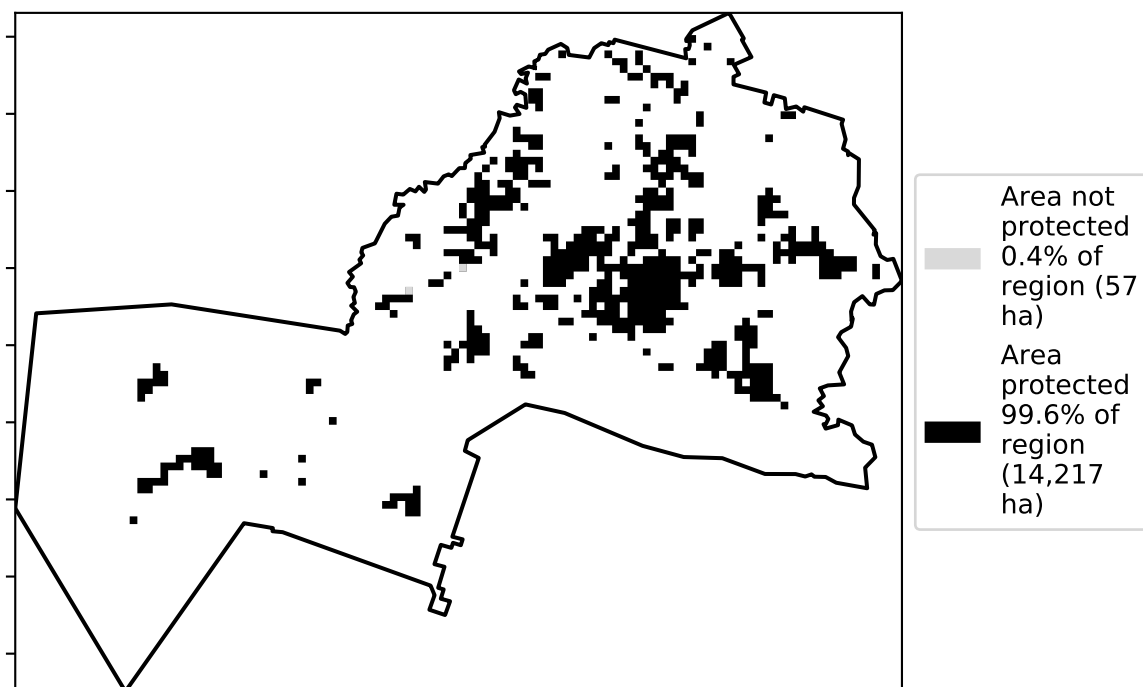 Area not
protected
0.4% of
region (57
ha)
Area
protected
99.6% of
region
(14,217
ha)